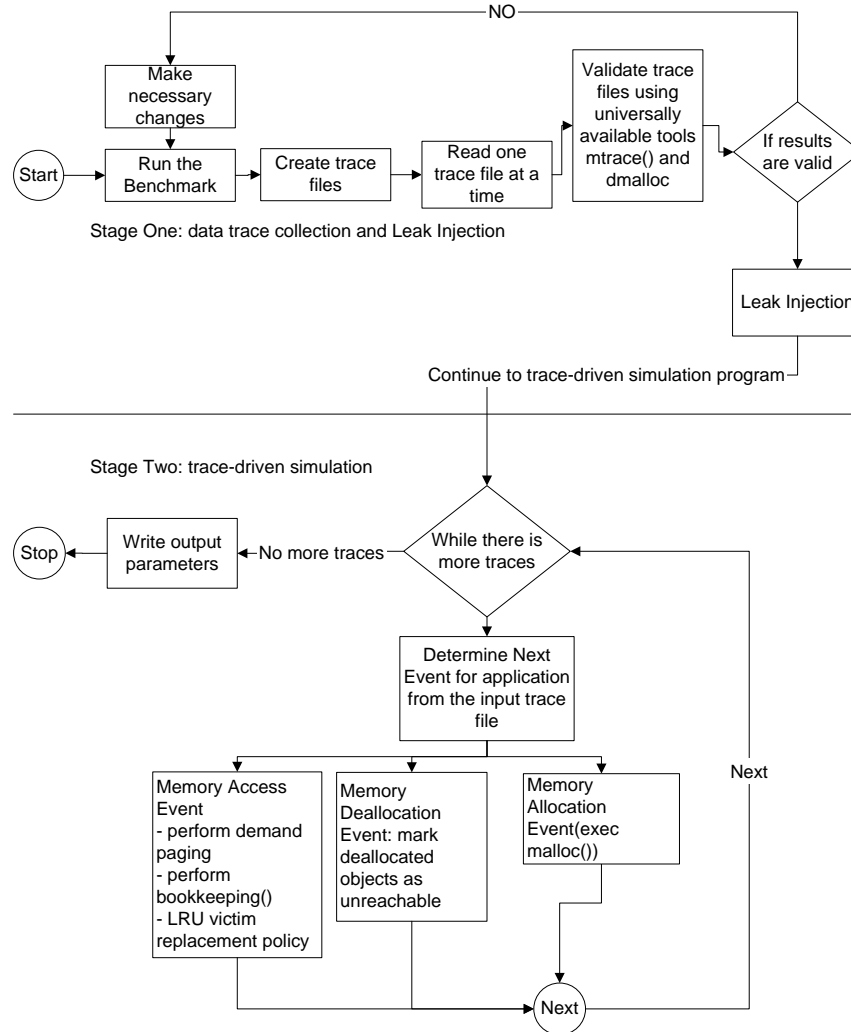 NO
Make
necessary
changes
Start
Run the
Benchmark
Create trace
files
Read one
trace file at a
time
Validate trace
files using
universally
available tools
mtrace() and
dmalloc
If results
are valid
Stage One: data trace collection and Leak Injection
Leak Injection
Continue to trace-driven simulation program
Stage Two: trace-driven simulation
Stop
Write output
parameters
No more traces
While there is
more traces
Determine Next
Event for application
from the input trace
file
Next
Memory Access
Event
- perform demand
paging
- perform
bookkeeping()
- LRU victim
replacement policy
Memory
Deallocation
Event: mark
deallocated
objects as
unreachable
Memory
Allocation
Event(exec
malloc())
Next